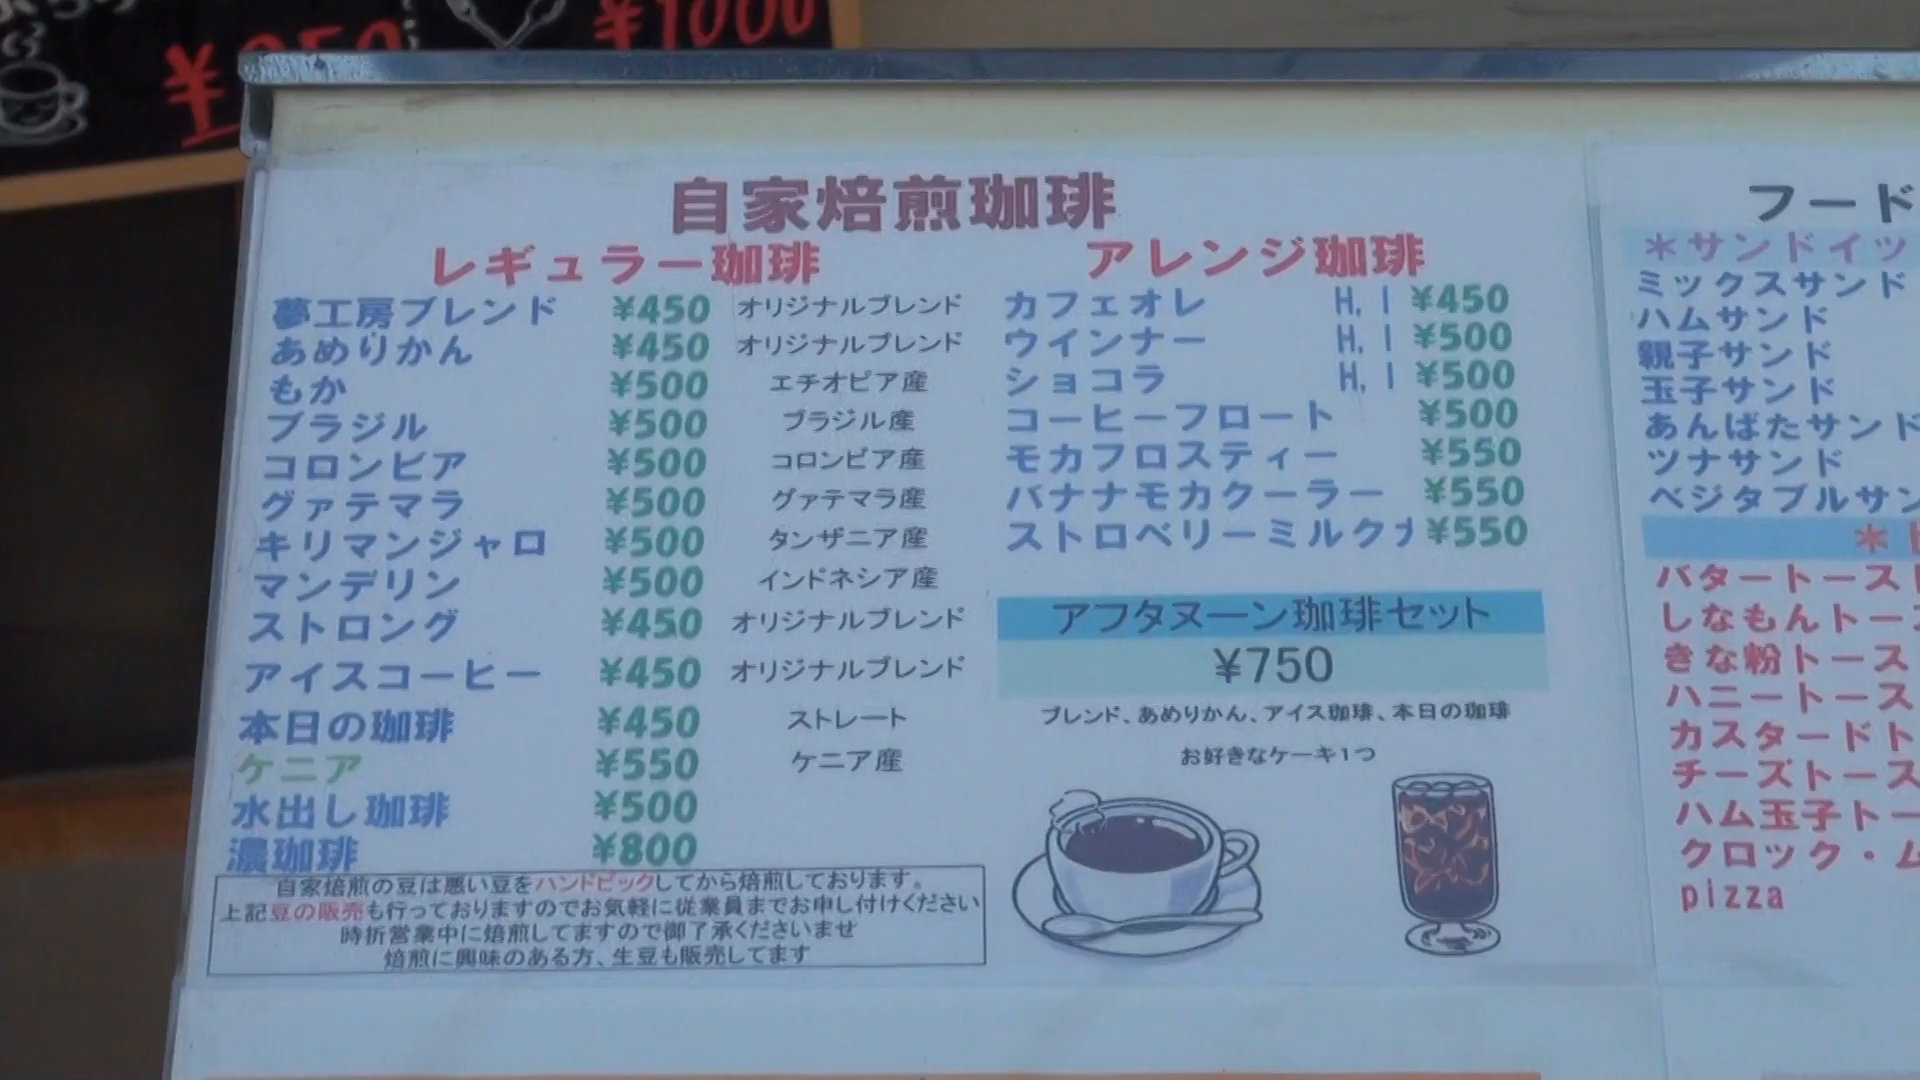 ¥1000
自家焙煎珈琲
レギュラー珈琲
夢工房ブレンド ¥450 オリジナルブレンド
あめりかん ¥450 オリジナルブレンド
もか ¥500 エチオピア産
ブラジル ¥500 ブラジル産
コロンビア ¥500 コロンビア産
グァテマラ ¥500 グァテマラ産
キリマンジャロ ¥500 タンザニア産
マンデリン ¥500 インドネシア産
ストロング ¥450 オリジナルブレンド
アイスコーヒー ¥450 オリジナルブレンド
本日の珈琲 ¥450 ストレート
ケニア ¥550 ケニア産
水出し珈琲 ¥500
濃珈琲 ¥800
自家焙煎の豆は悪い豆をハンドピックしてから焙煎しております。
上記豆の販売も行っておりますのでお気軽に従業員までお申し付けください
時折営業中に焙煎してますので御了承くださいませ
焙煎に興味のある方、生豆も販売してます
アレンジ珈琲
カフェオレ H, I ¥450
ウインナー H, I ¥500
ショコラ H, I ¥500
コーヒーフロート ¥500
モカフロスティー ¥550
バナナモカクーラー ¥550
ストロベリーミルク ¥550
アフタヌーン珈琲セット
¥750
ブレンド、あめりかん、アイス珈琲、本日の珈琲
お好きなケーキ1つ
フード
＊サンドイッ
ミックスサンド
ハムサンド
親子サンド
玉子サンド
あんばたサンド
ツナサンド
ベジタブルサン
＊
バタートースト
しなもんトース
きな粉トース
ハニートース
カスタードト
チーズトース
ハム玉子トー
クロック・ム
pizza